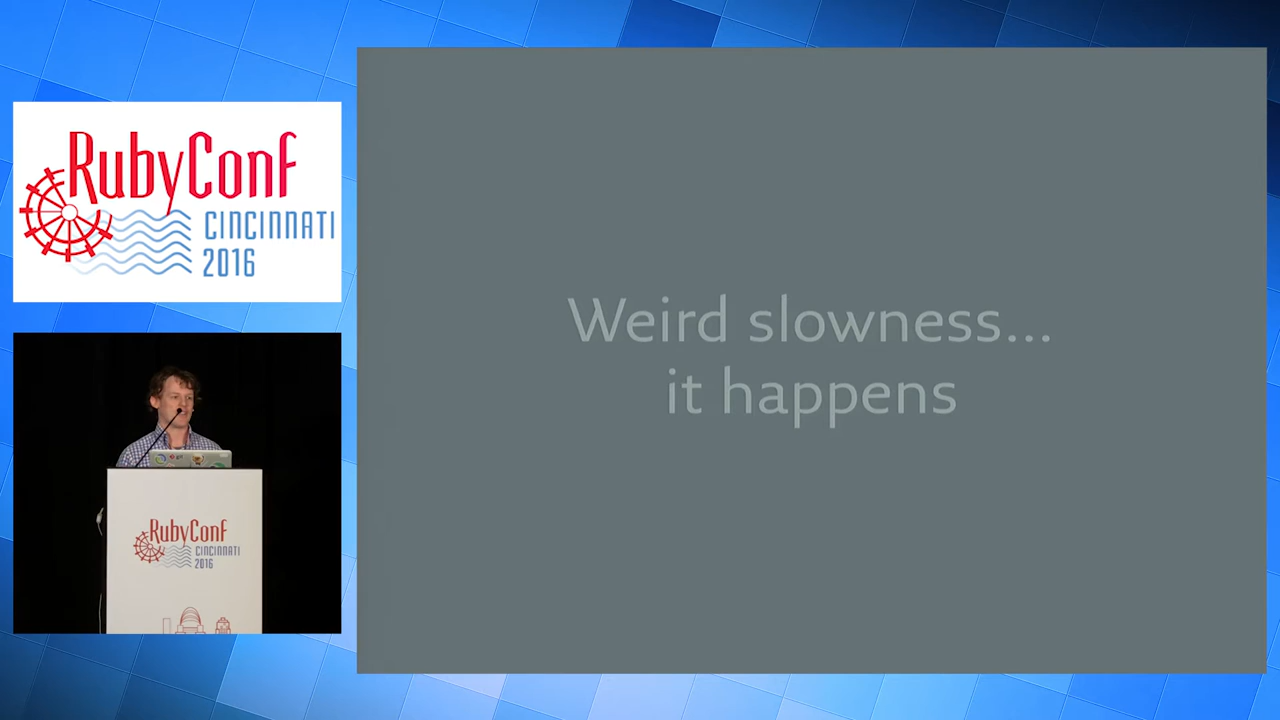 RubyConf
CINCINNATI
2016
Weird slowness...
it happens
RubyConf
CINCINNATI
2016